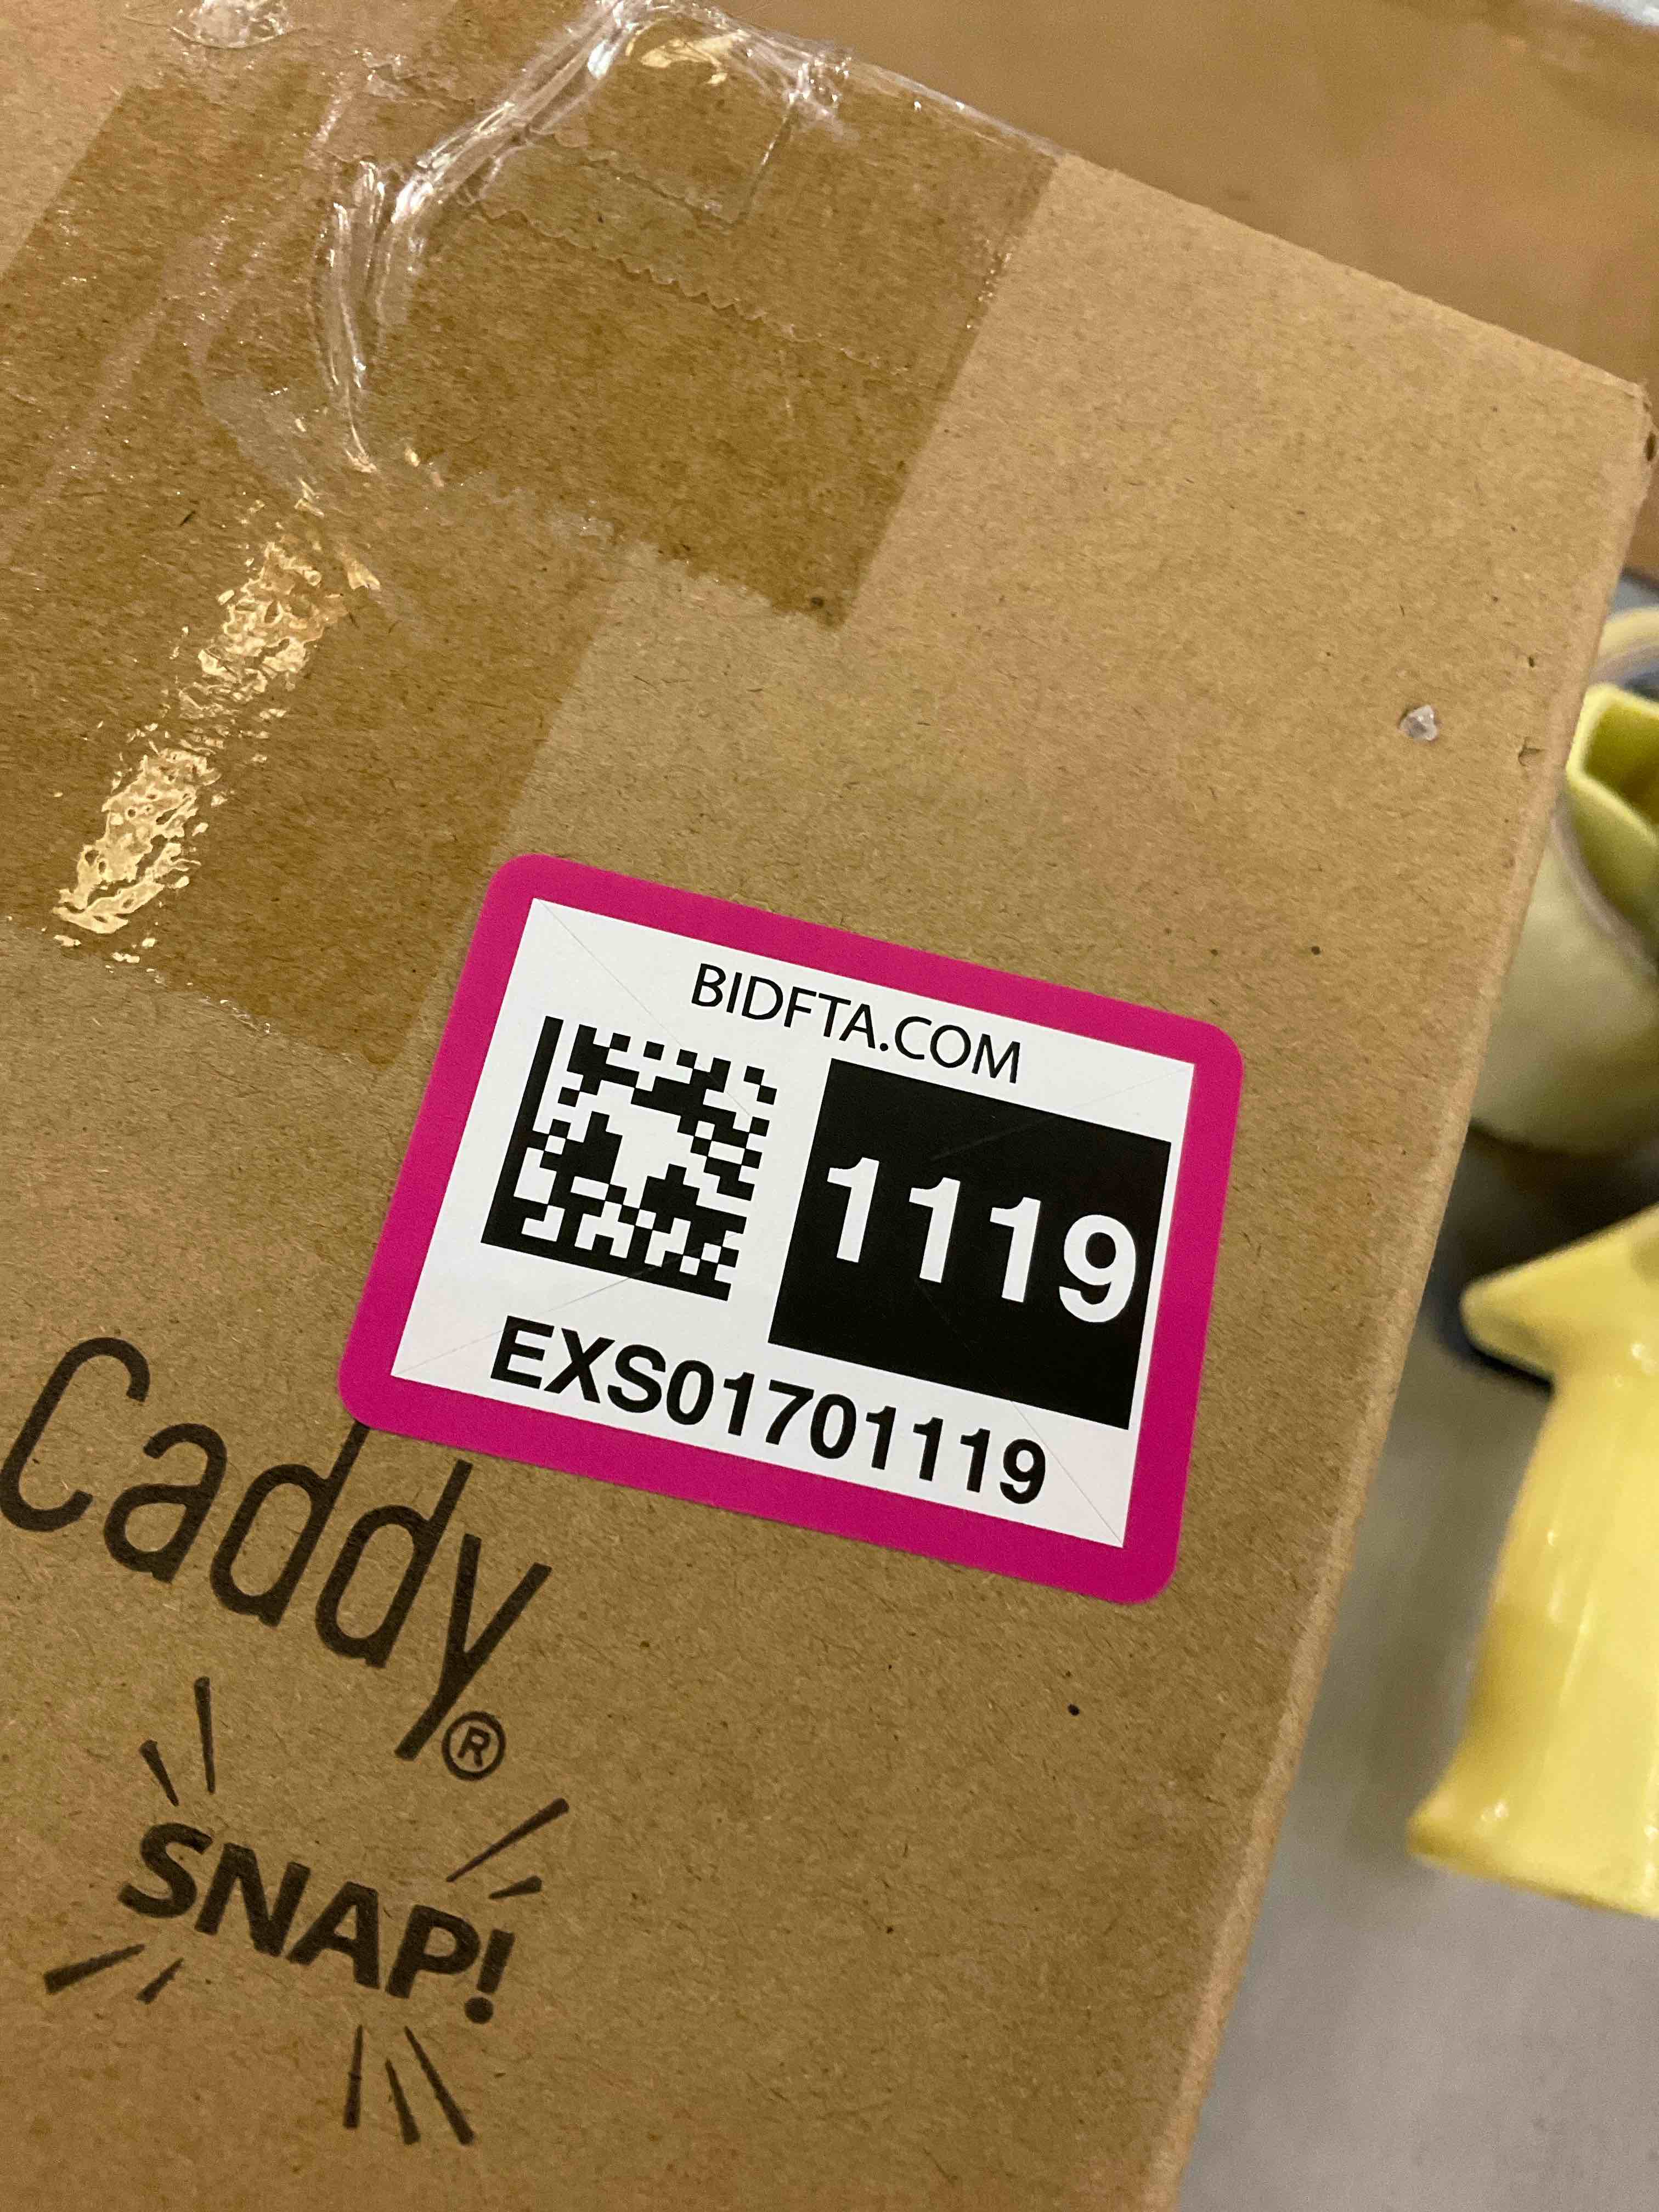 BIDFTA.COM
1119
EXS01701119
Caddy®
SNAP!